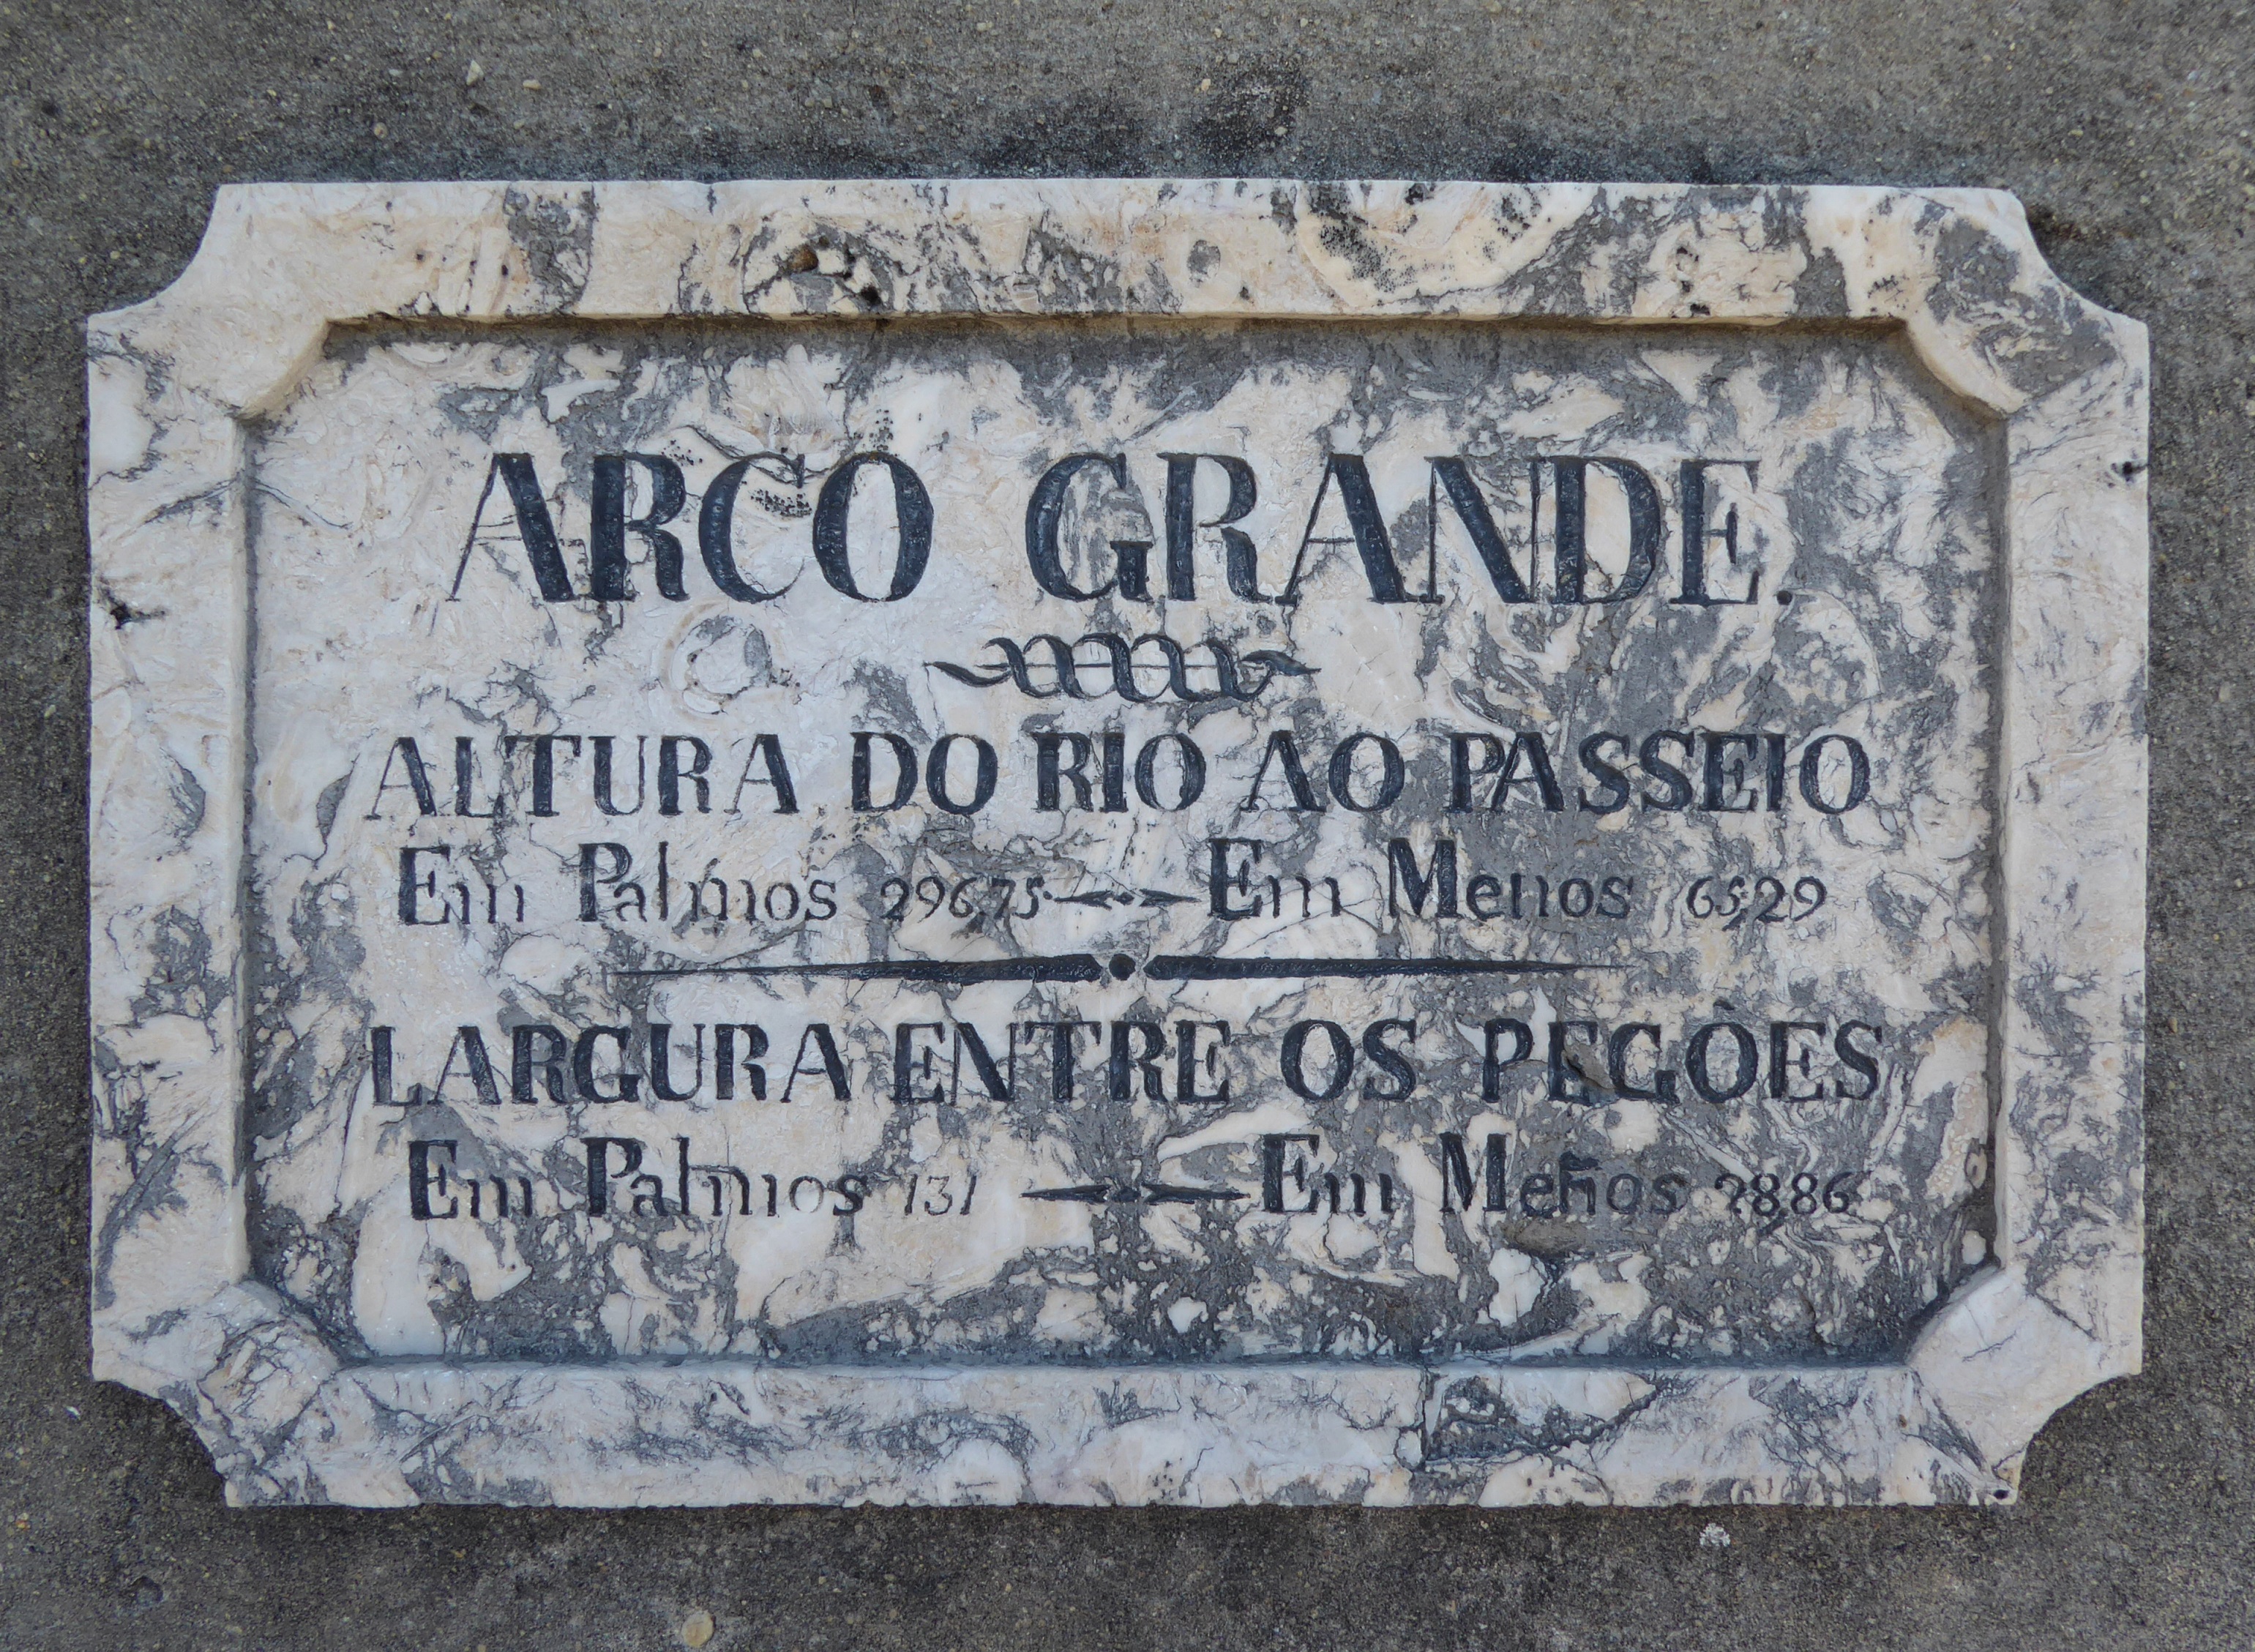 ARCO GRANDE.
ALTURA DO RIO AO PASSEIO
Em Palmos 296,75. Em Metros 65,29
LARGURA ENTRE OS PEGÕES
Em Palmos 131 Em Metros 28,86